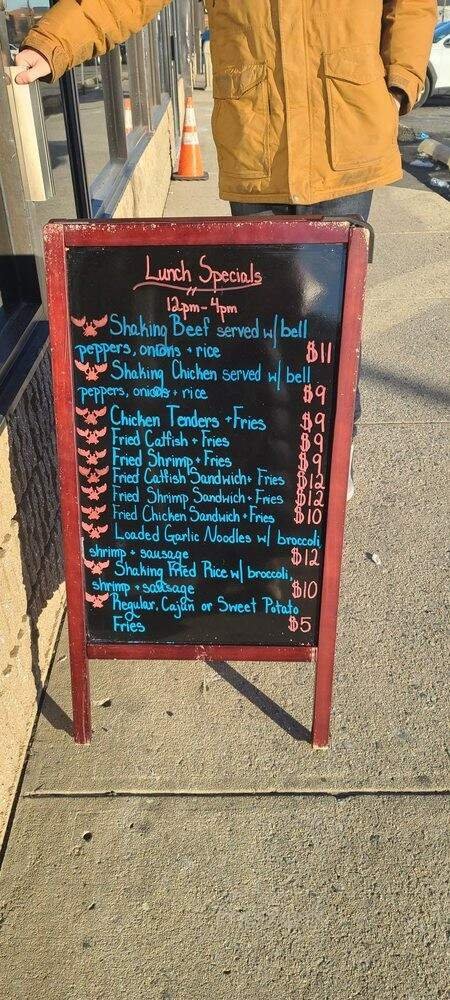 Lunch Specials
12pm - 4pm
Shaking Beef served w/ bell
peppers, onions + rice $11
Shaking Chicken served w/ bell
peppers, onions + rice $9
Chicken Tenders + Fries $9
Fried Catfish + Fries $9
Fried Shrimp + Fries $9
Fried Catfish Sandwich + Fries $12
Fried Shrimp Sandwich + Fries $12
Fried Chicken Sandwich + Fries $10
Loaded Garlic Noodles w/ broccoli,
shrimp + sausage $12
Shaking Fried Rice w/ broccoli,
shrimp + sausage $10
Regular, Cajun or Sweet Potato
Fries $5